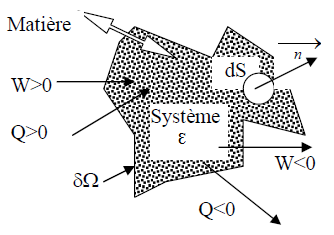 Matière
dS
n
W>0
Système
ε
Q>0
W<0
δΩ
Q<0